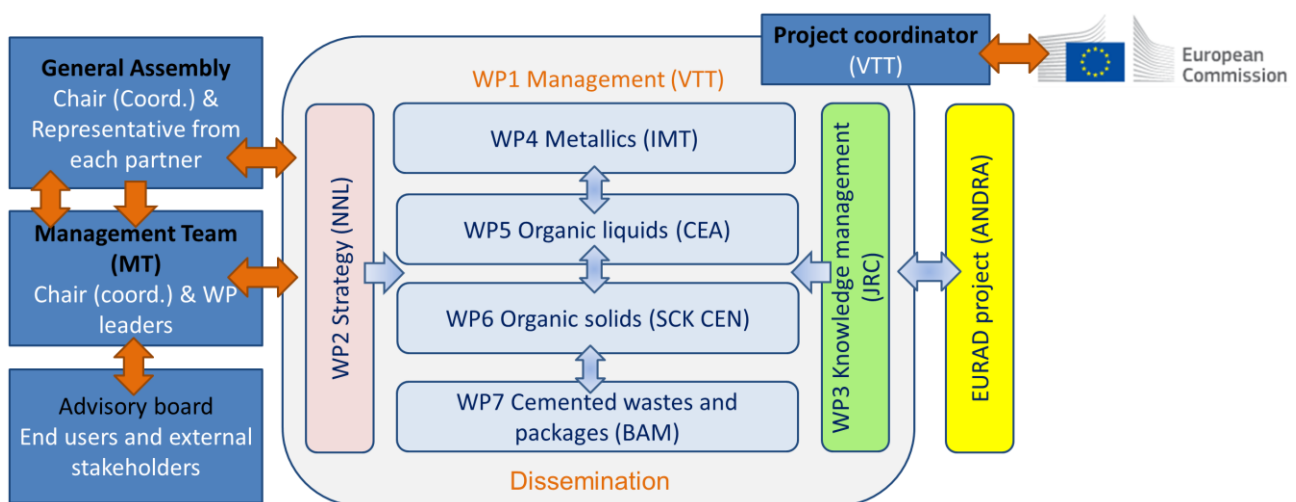 General Assembly
Chair (Coord.) &
Representative from
each partner
Management Team
(MT)
Chair (coord.) & WP
leaders
Advisory board
End users and external
stakeholders
Project coordinator
(VTT)
European
Commission
WP1 Management (VTT)
WP2 Strategy (NNL)
WP4 Metallics (IMT)
WP5 Organic liquids (CEA)
WP6 Organic solids (SCK CEN)
WP7 Cemented wastes and
packages (BAM)
WP3 Knowledge management
(JRC)
EURAD project (ANDRA)
Dissemination